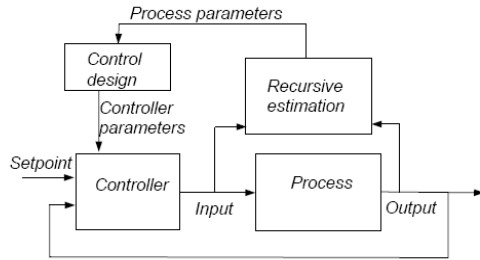 Process parameters
Control
design
Recursive
estimation
Controller
parameters
Setpoint
Controller
Process
Input
Output